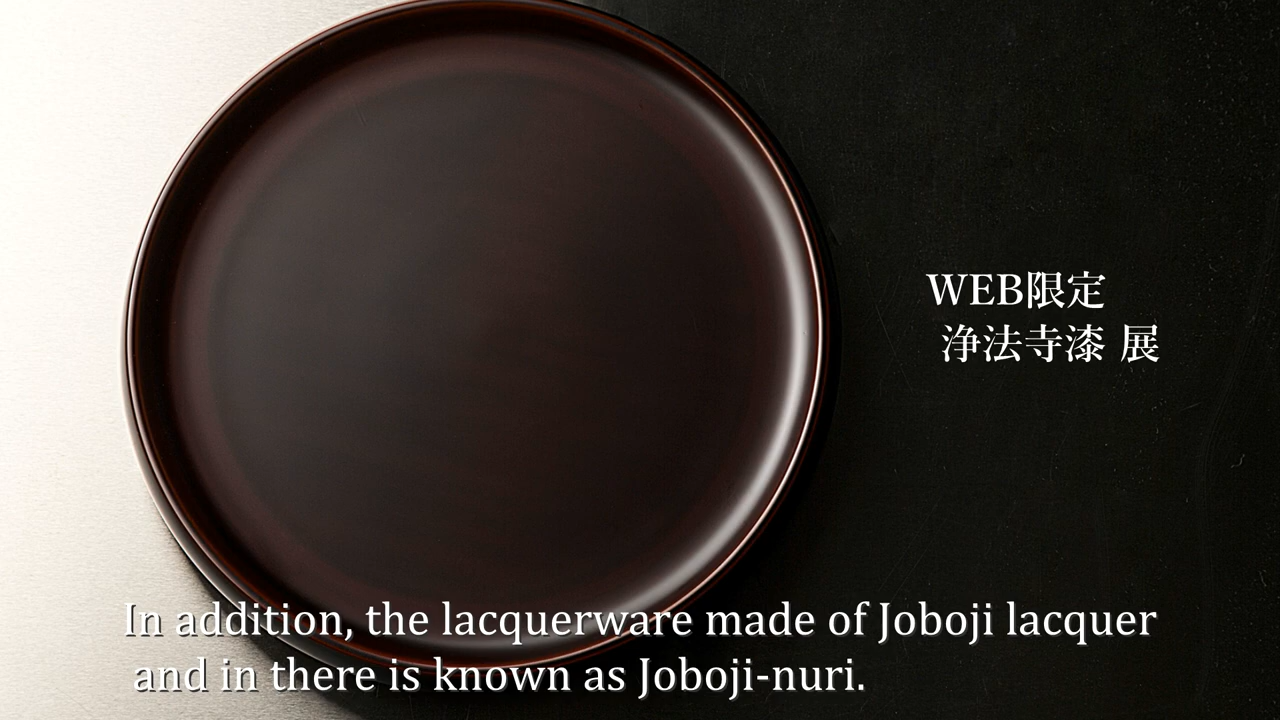 WEB限定
浄法寺漆 展
In addition, the lacquerware made of Joboji lacquer
and in there is known as Joboji-nuri.